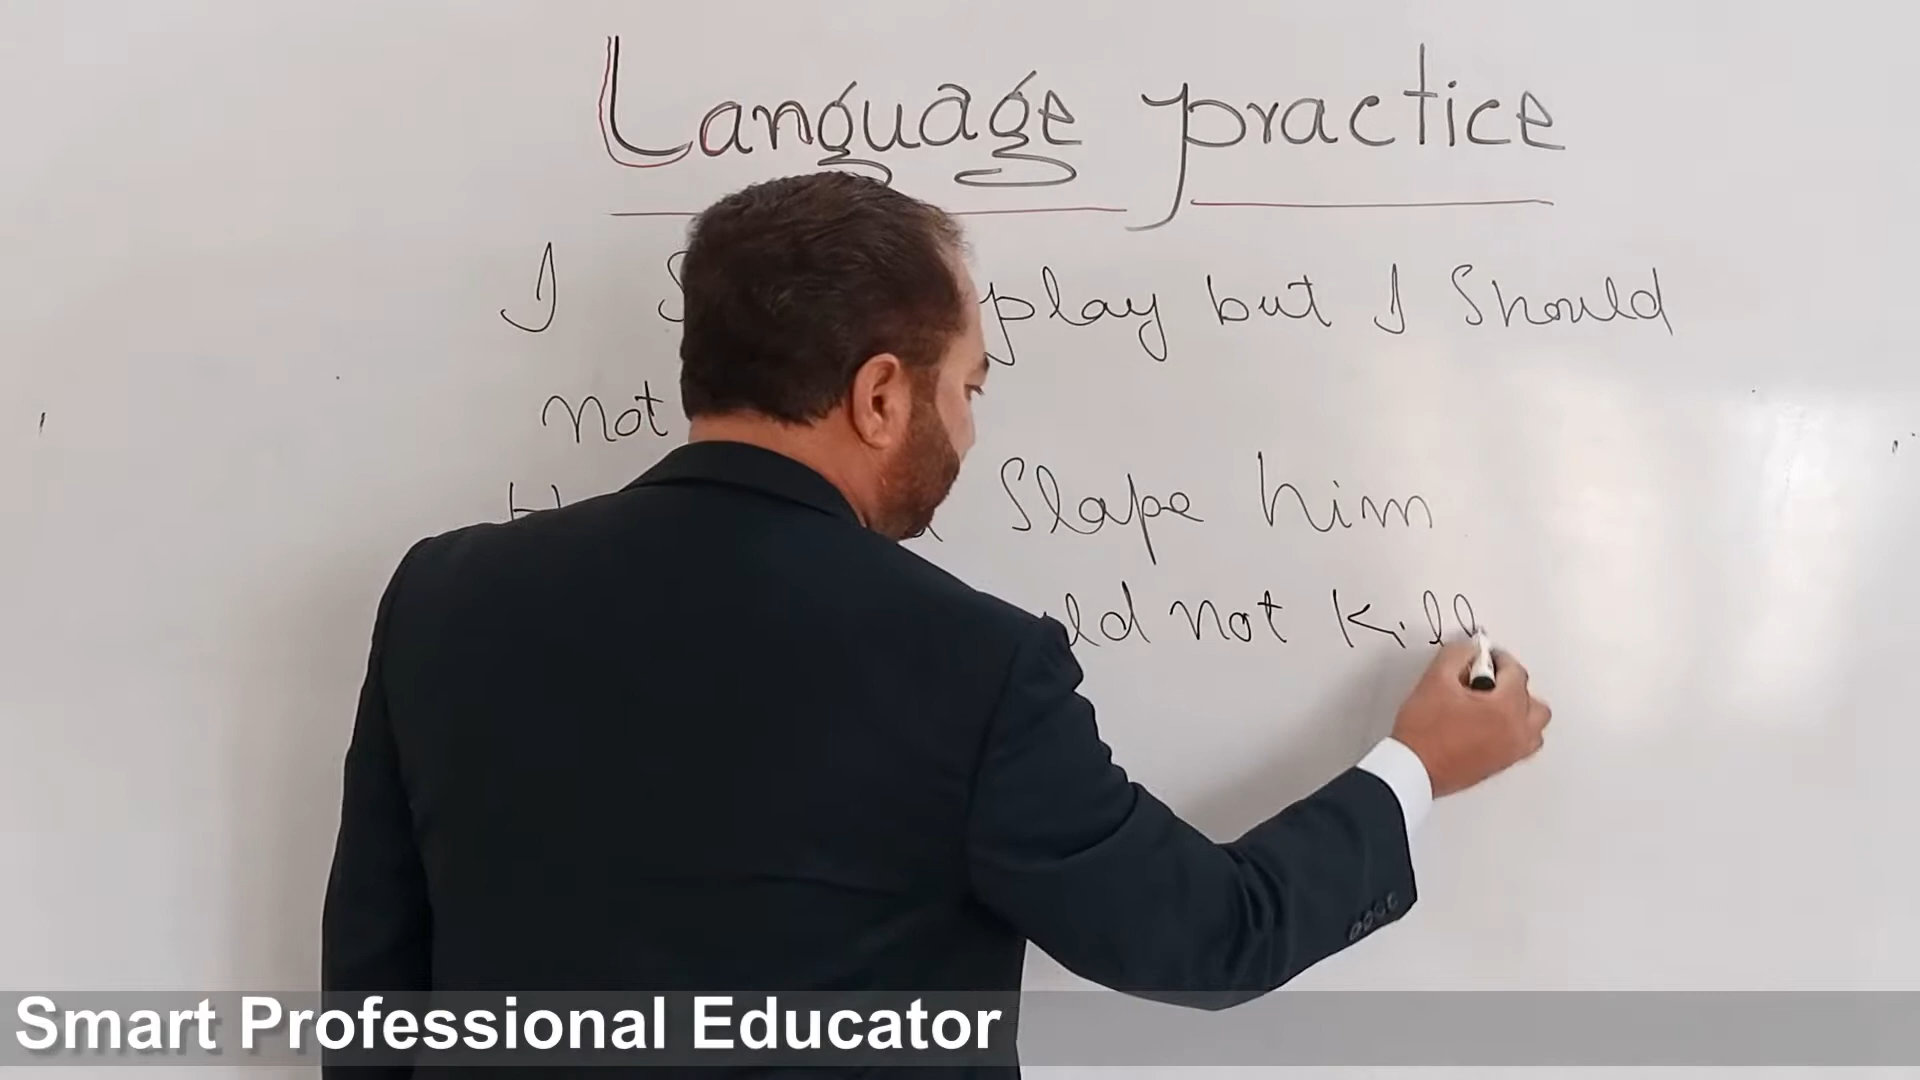 Language practice
I play but I Should
not
Slape him
not Kill
Smart Professional Educator